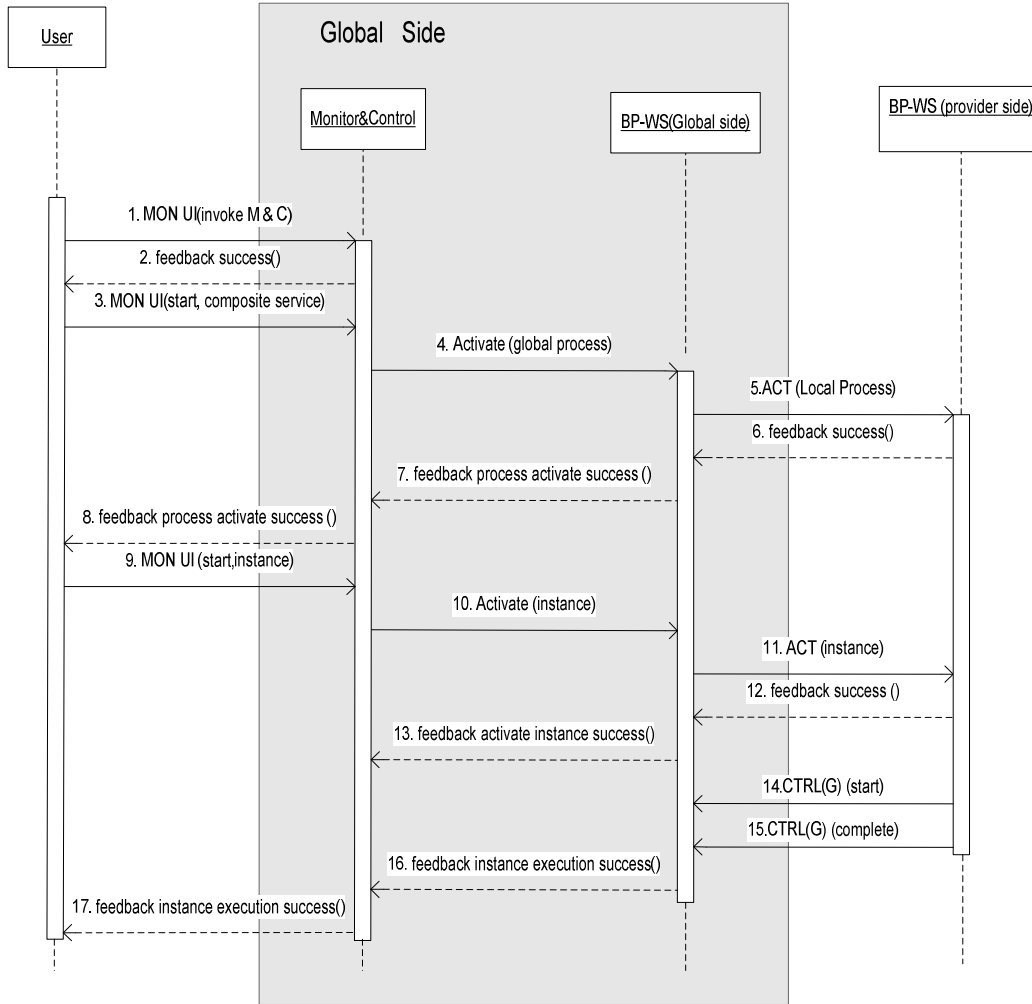 User
Global Side
Monitor&Control
BP-WS(Global side)
BP-WS (provider side)
1. MON UI(invoke M & C)
2. feedback success()
3. MON UI(start, composite service)
4. Activate (global process)
5.ACT (Local Process)
6. feedback success()
7. feedback process activate success ()
8. feedback process activate success ()
9. MON UI (start,instance)
10. Activate (instance)
11. ACT (instance)
12. feedback success ()
13. feedback activate instance success()
14.CTRL(G) (start)
15.CTRL(G) (complete)
16. feedback instance execution success()
17. feedback instance execution success()